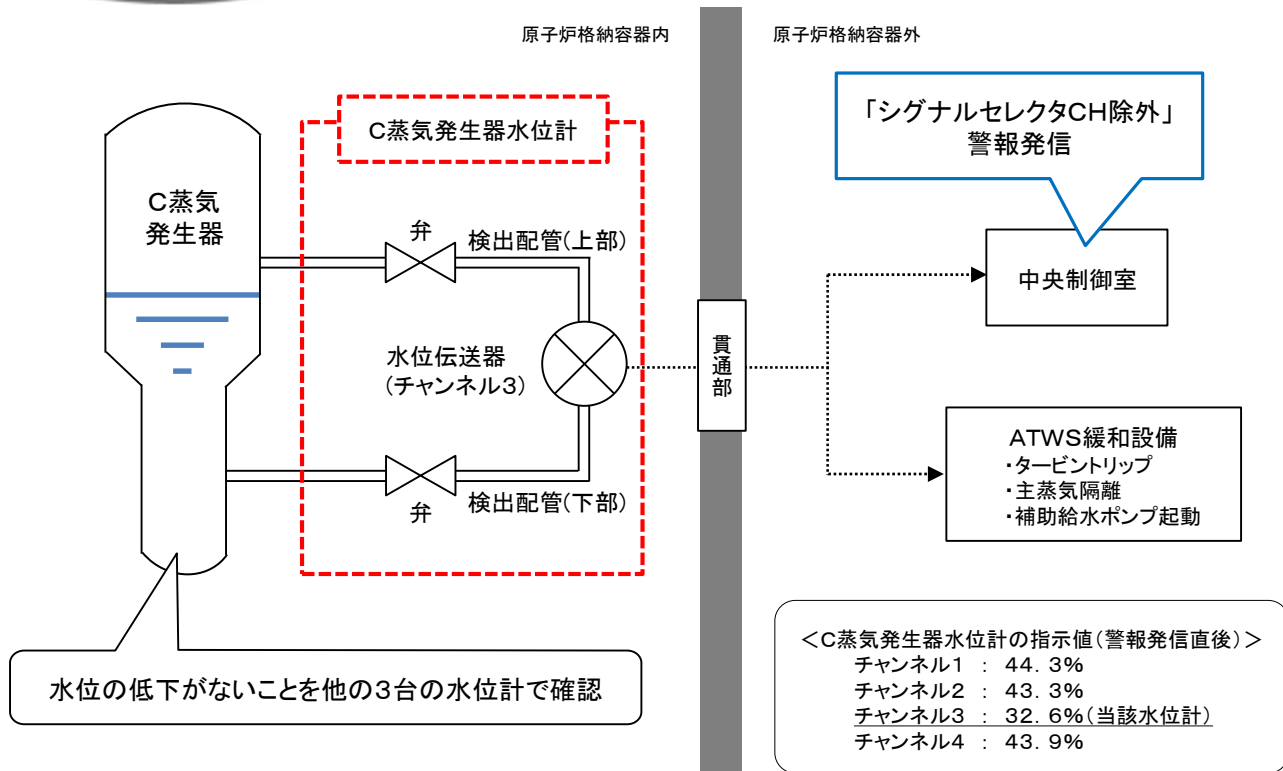 原子炉格納容器内
原子炉格納容器外
C蒸気発生器水位計
「シグナルセレクタCH除外」
警報発信
C蒸気
発生器
弁
検出配管(上部)
中央制御室
水位伝送器
(チャンネル3)
貫通部
弁
検出配管(下部)
ATWS緩和設備
・タービントリップ
・主蒸気隔離
・補助給水ポンプ起動
水位の低下がないことを他の3台の水位計で確認
<C蒸気発生器水位計の指示値(警報発信直後)>
チャンネル1 : 44.3%
チャンネル2 : 43.3%
チャンネル3 : 32.6%(当該水位計)
チャンネル4 : 43.9%